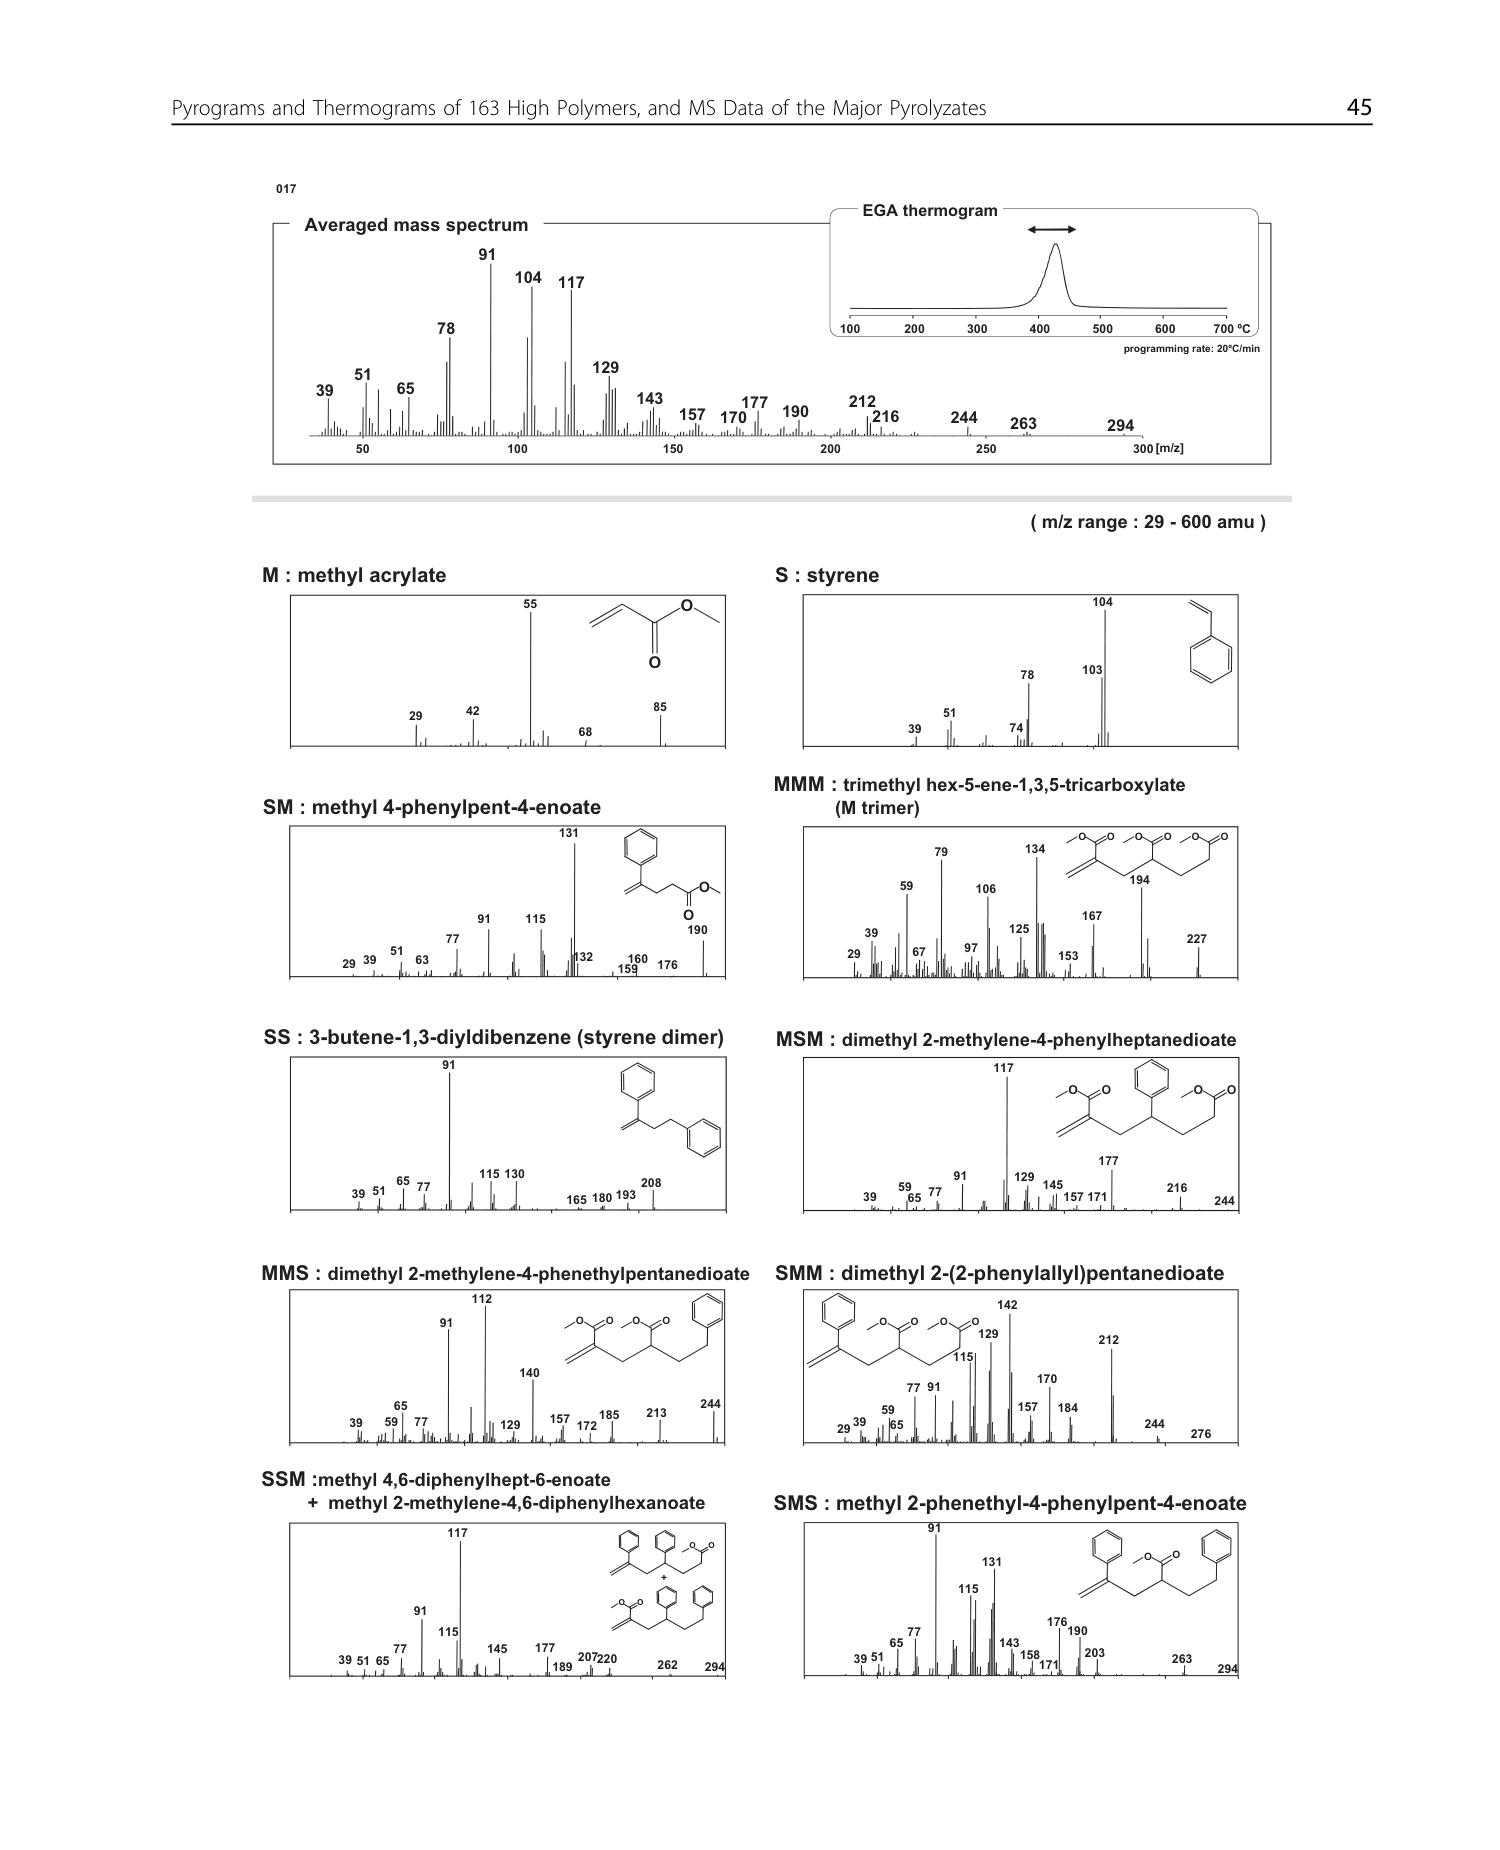 Pyrograms and Thermograms of 163 High Polymers, and MS Data of the Major Pyrolyzates 45
017
Averaged mass spectrum
EGA thermogram
100 200 300 400 500 600 700 ºC
programming rate: 20ºC/min
39 51 65 78 91 104 117 129 143 157 170 177 190 212 216 244 263 294
50 100 150 200 250 300 [m/z]
( m/z range : 29 - 600 amu )
M : methyl acrylate
29 42 55 68 85
O
O
S : styrene
39 51 74 78 103 104
SM : methyl 4-phenylpent-4-enoate
29 39 51 63 77 91 115 131 132 159 160 176 190
O
O
MMM : trimethyl hex-5-ene-1,3,5-tricarboxylate
(M trimer)
29 39 59 67 79 97 106 125 134 153 167 194 227
O O O O O O
SS : 3-butene-1,3-diyldibenzene (styrene dimer)
39 51 65 77 91 115 130 165 180 193 208
MSM : dimethyl 2-methylene-4-phenylheptanedioate
39 59 65 77 91 117 129 145 157 171 177 216 244
O O O O
MMS : dimethyl 2-methylene-4-phenethylpentanedioate
39 59 65 77 91 112 129 140 157 172 185 213 244
O O O O
SMM : dimethyl 2-(2-phenylallyl)pentanedioate
29 39 59 65 77 91 115 129 142 157 170 184 212 244 276
O O O O
SSM :methyl 4,6-diphenylhept-6-enoate
+ methyl 2-methylene-4,6-diphenylhexanoate
39 51 65 77 91 115 117 145 177 189 207 220 262 294
O O
+
O O
SMS : methyl 2-phenethyl-4-phenylpent-4-enoate
39 51 65 77 91 115 131 143 158 171 176 190 203 263 294
O O